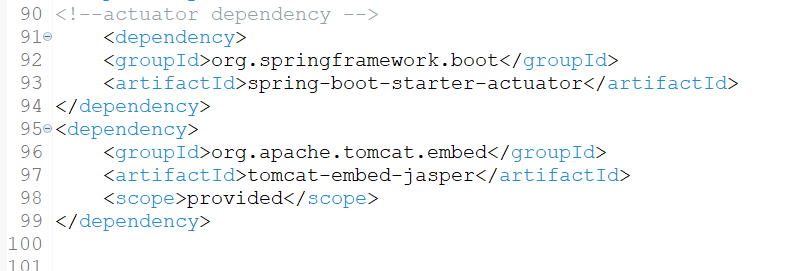 90 <!--actuator dependency -->
91 <dependency>
92 <groupId>org.springframework.boot</groupId>
93 <artifactId>spring-boot-starter-actuator</artifactId>
94 </dependency>
95 <dependency>
96 <groupId>org.apache.tomcat.embed</groupId>
97 <artifactId>tomcat-embed-jasper</artifactId>
98 <scope>provided</scope>
99 </dependency>
100
101